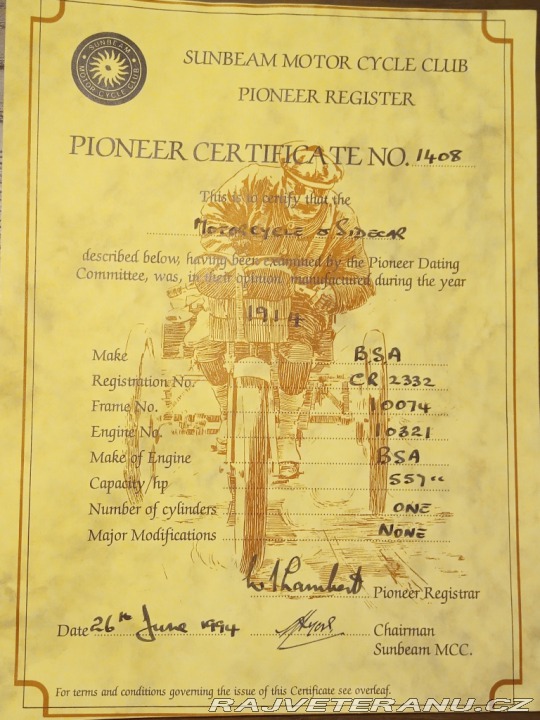 SUNBEAM
MOTOR CYCLE CLUB
SUNBEAM MOTOR CYCLE CLUB
PIONEER REGISTER
PIONEER CERTIFICATE NO. 1408
This is to certify that the
MOTORCYCLE & SIDECAR
described below, having been examined by the Pioneer Dating
Committee, was, in their opinion, manufactured during the year
1914
Make BSA
Registration No. CR 2332
Frame No. 10074
Engine No. 10321
Make of Engine BSA
Capacity/hp 557cc
Number of cylinders ONE
Major Modifications NONE
Lambert Pioneer Registrar
Date 26th June 1994 Chairman
Sunbeam MCC.
For terms and conditions governing the issue of this Certificate see overleaf.
RAJVETERANU.CZ